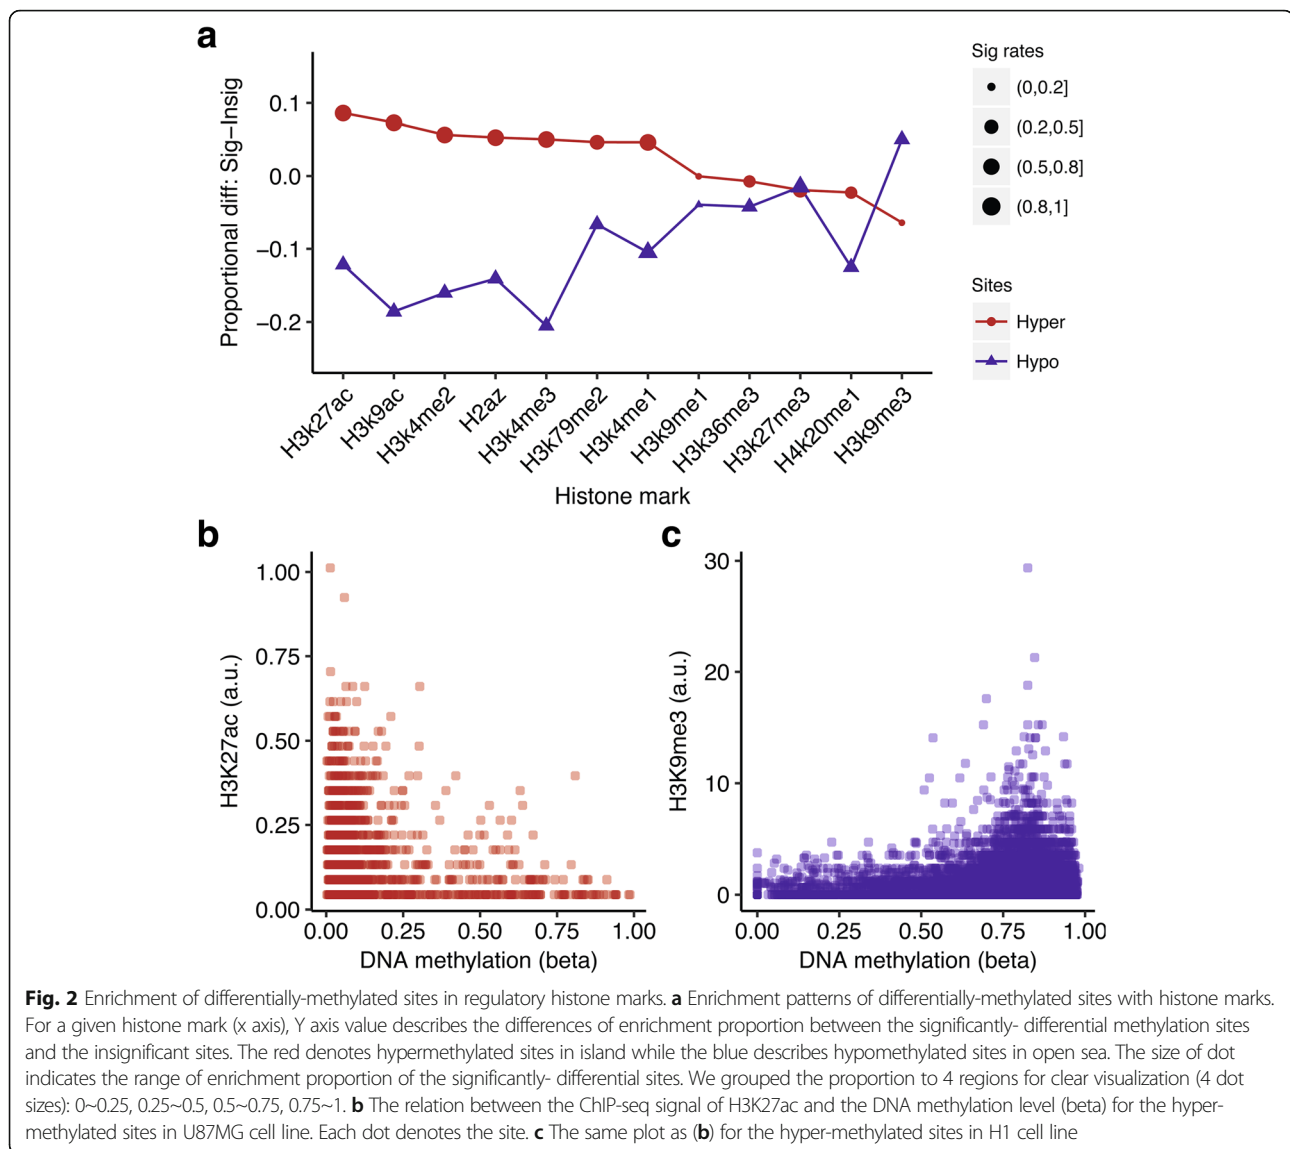 a
Proportional diff: Sig–Insig
0.1
0.0
−0.1
−0.2
H3k27ac
H3k9ac
H3k4me2
H2az
H3k4me3
H3k79me2
H3k4me1
H3k9me1
H3k36me3
H3k27me3
H4k20me1
H3k9me3
Histone mark
Sig rates
(0,0.2]
(0.2,0.5]
(0.5,0.8]
(0.8,1]
Sites
Hyper
Hypo
b
H3K27ac (a.u.)
1.00
0.75
0.50
0.25
0.00
0.00 0.25 0.50 0.75 1.00
DNA methylation (beta)
c
H3K9me3 (a.u.)
30
20
10
0
0.00 0.25 0.50 0.75 1.00
DNA methylation (beta)
Fig. 2 Enrichment of differentially-methylated sites in regulatory histone marks. a Enrichment patterns of differentially-methylated sites with histone marks.
For a given histone mark (x axis), Y axis value describes the differences of enrichment proportion between the significantly- differential methylation sites
and the insignificant sites. The red denotes hypermethylated sites in island while the blue describes hypomethylated sites in open sea. The size of dot
indicates the range of enrichment proportion of the significantly- differential sites. We grouped the proportion to 4 regions for clear visualization (4 dot
sizes): 0~0.25, 0.25~0.5, 0.5~0.75, 0.75~1. b The relation between the ChIP-seq signal of H3K27ac and the DNA methylation level (beta) for the hyper-
methylated sites in U87MG cell line. Each dot denotes the site. c The same plot as (b) for the hyper-methylated sites in H1 cell line